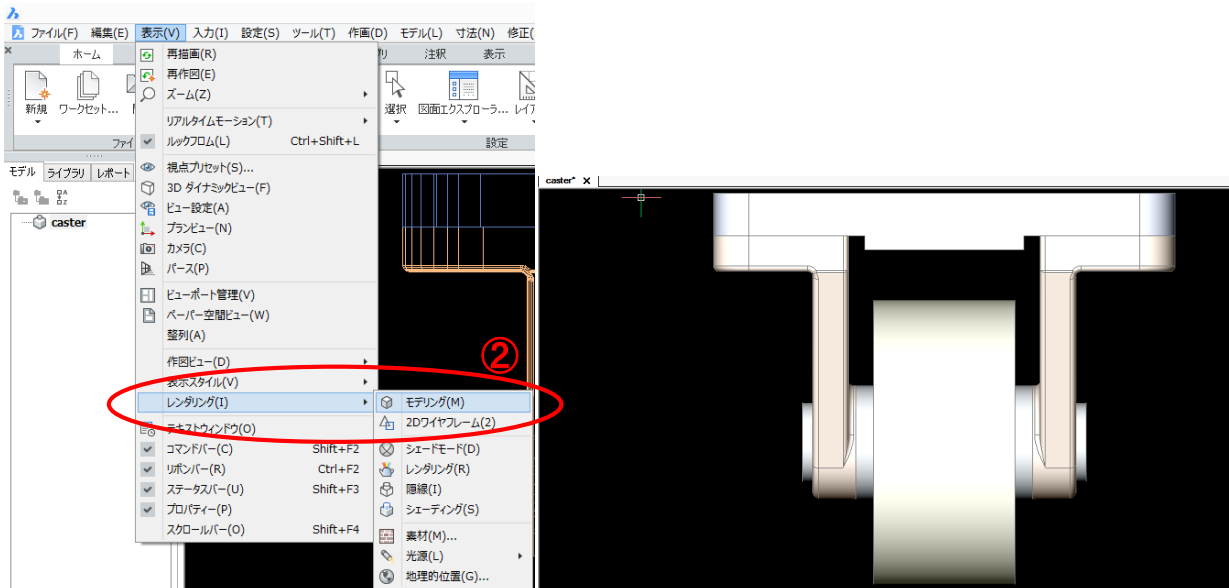 ファイル(F) 編集(E) 表示(V) 入力(I) 設定(S) ツール(T) 作画(D) モデル(L) 寸法(N) 修正(
ホーム
注釈 表示
新規 ワークセット...
選択 図面エクスプローラ... レイア
ファイ
設定
モデル ライブラリ レポート
caster
再描画(R)
再作図(E)
ズーム(Z)
リアルタイムモーション(T)
ルックフロム(L) Ctrl+Shift+L
視点プリセット(S)...
3D ダイナミックビュー(F)
ビュー設定(A)
プランビュー(N)
カメラ(C)
パース(P)
ビューポート管理(V)
ペーパー空間ビュー(W)
整列(A)
作図ビュー(D)
表示スタイル(V)
レンダリング(I)
テキストウィンドウ(O)
コマンドバー(C) Shift+F2
リボンバー(R) Ctrl+F2
ステータスバー(U) Shift+F3
プロパティー(P)
スクロールバー(O) Shift+F4
②
モデリング(M)
2Dワイヤフレーム(2)
シェードモード(D)
レンダリング(R)
隠線(I)
シェーディング(S)
素材(M)...
光源(L)
地理的位置(G)...
caster*